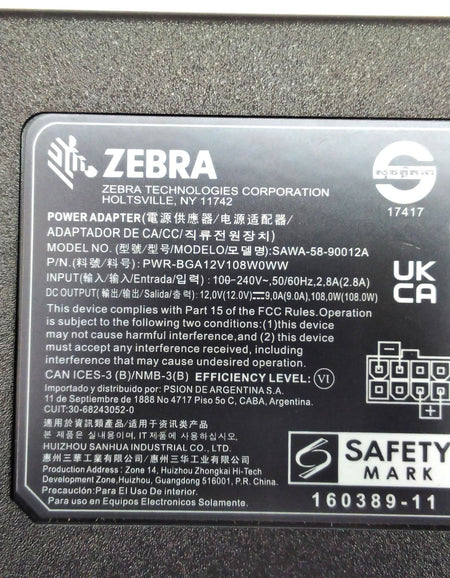 ZEBRA
ZEBRA TECHNOLOGIES CORPORATION
HOLTSVILLE, NY 11742
17417
POWER ADAPTER(電源供應器/电源适配器/
ADAPTADOR DE CA/CC/직류전원장치)
MODEL NO.(型號/型号/MODELO/모델명):SAWA-58-90012A
P/N.(料號/料号): PWR-BGA12V108W0WW
INPUT(輸入/输入/Entrada/입력) : 100-240V~,50/60Hz,2,8A(2.8A)
DC OUTPUT( 輸出/输出/Salida/출력) : 12,0V(12.0V)⎓9,0A(9.0A),108,0W(108.0W)
UK
CA
This device complies with Part 15 of the FCC Rules.Operation
is subject to the following two conditions:(1)this device
may not cause harmful interference,and (2) this device
must accept any interference received, including
interference that may cause undesired operation.
CAN ICES-3 (B)/NMB-3(B) EFFICIENCY LEVEL: VI
Importado y distribuido por: PSION DE ARGENTINA S.A.
11 de Septiembre de 1888 No 4717 Piso 5o C, CABA, Argentina.
CUIT:30-68243052-0
適用於資訊類產品/适用于资讯类产品
본 제품은 실내용이며, IT제품에 사용하십시오.
HUIZHOU SANHUA INDUSTRIAL CO., LTD.
惠州三華工業有限公司/惠州三华工业有限公司
Production Address : Zone 14, Huizhou Zhongkai Hi-Tech
Development Zone,Huizhou, Guangdong 516001, P.R. China.
Precaución:Para El Uso De Interior.
Para uso en Equipos Electronicos Solamente.
S
SAFETY
MARK
160389-11